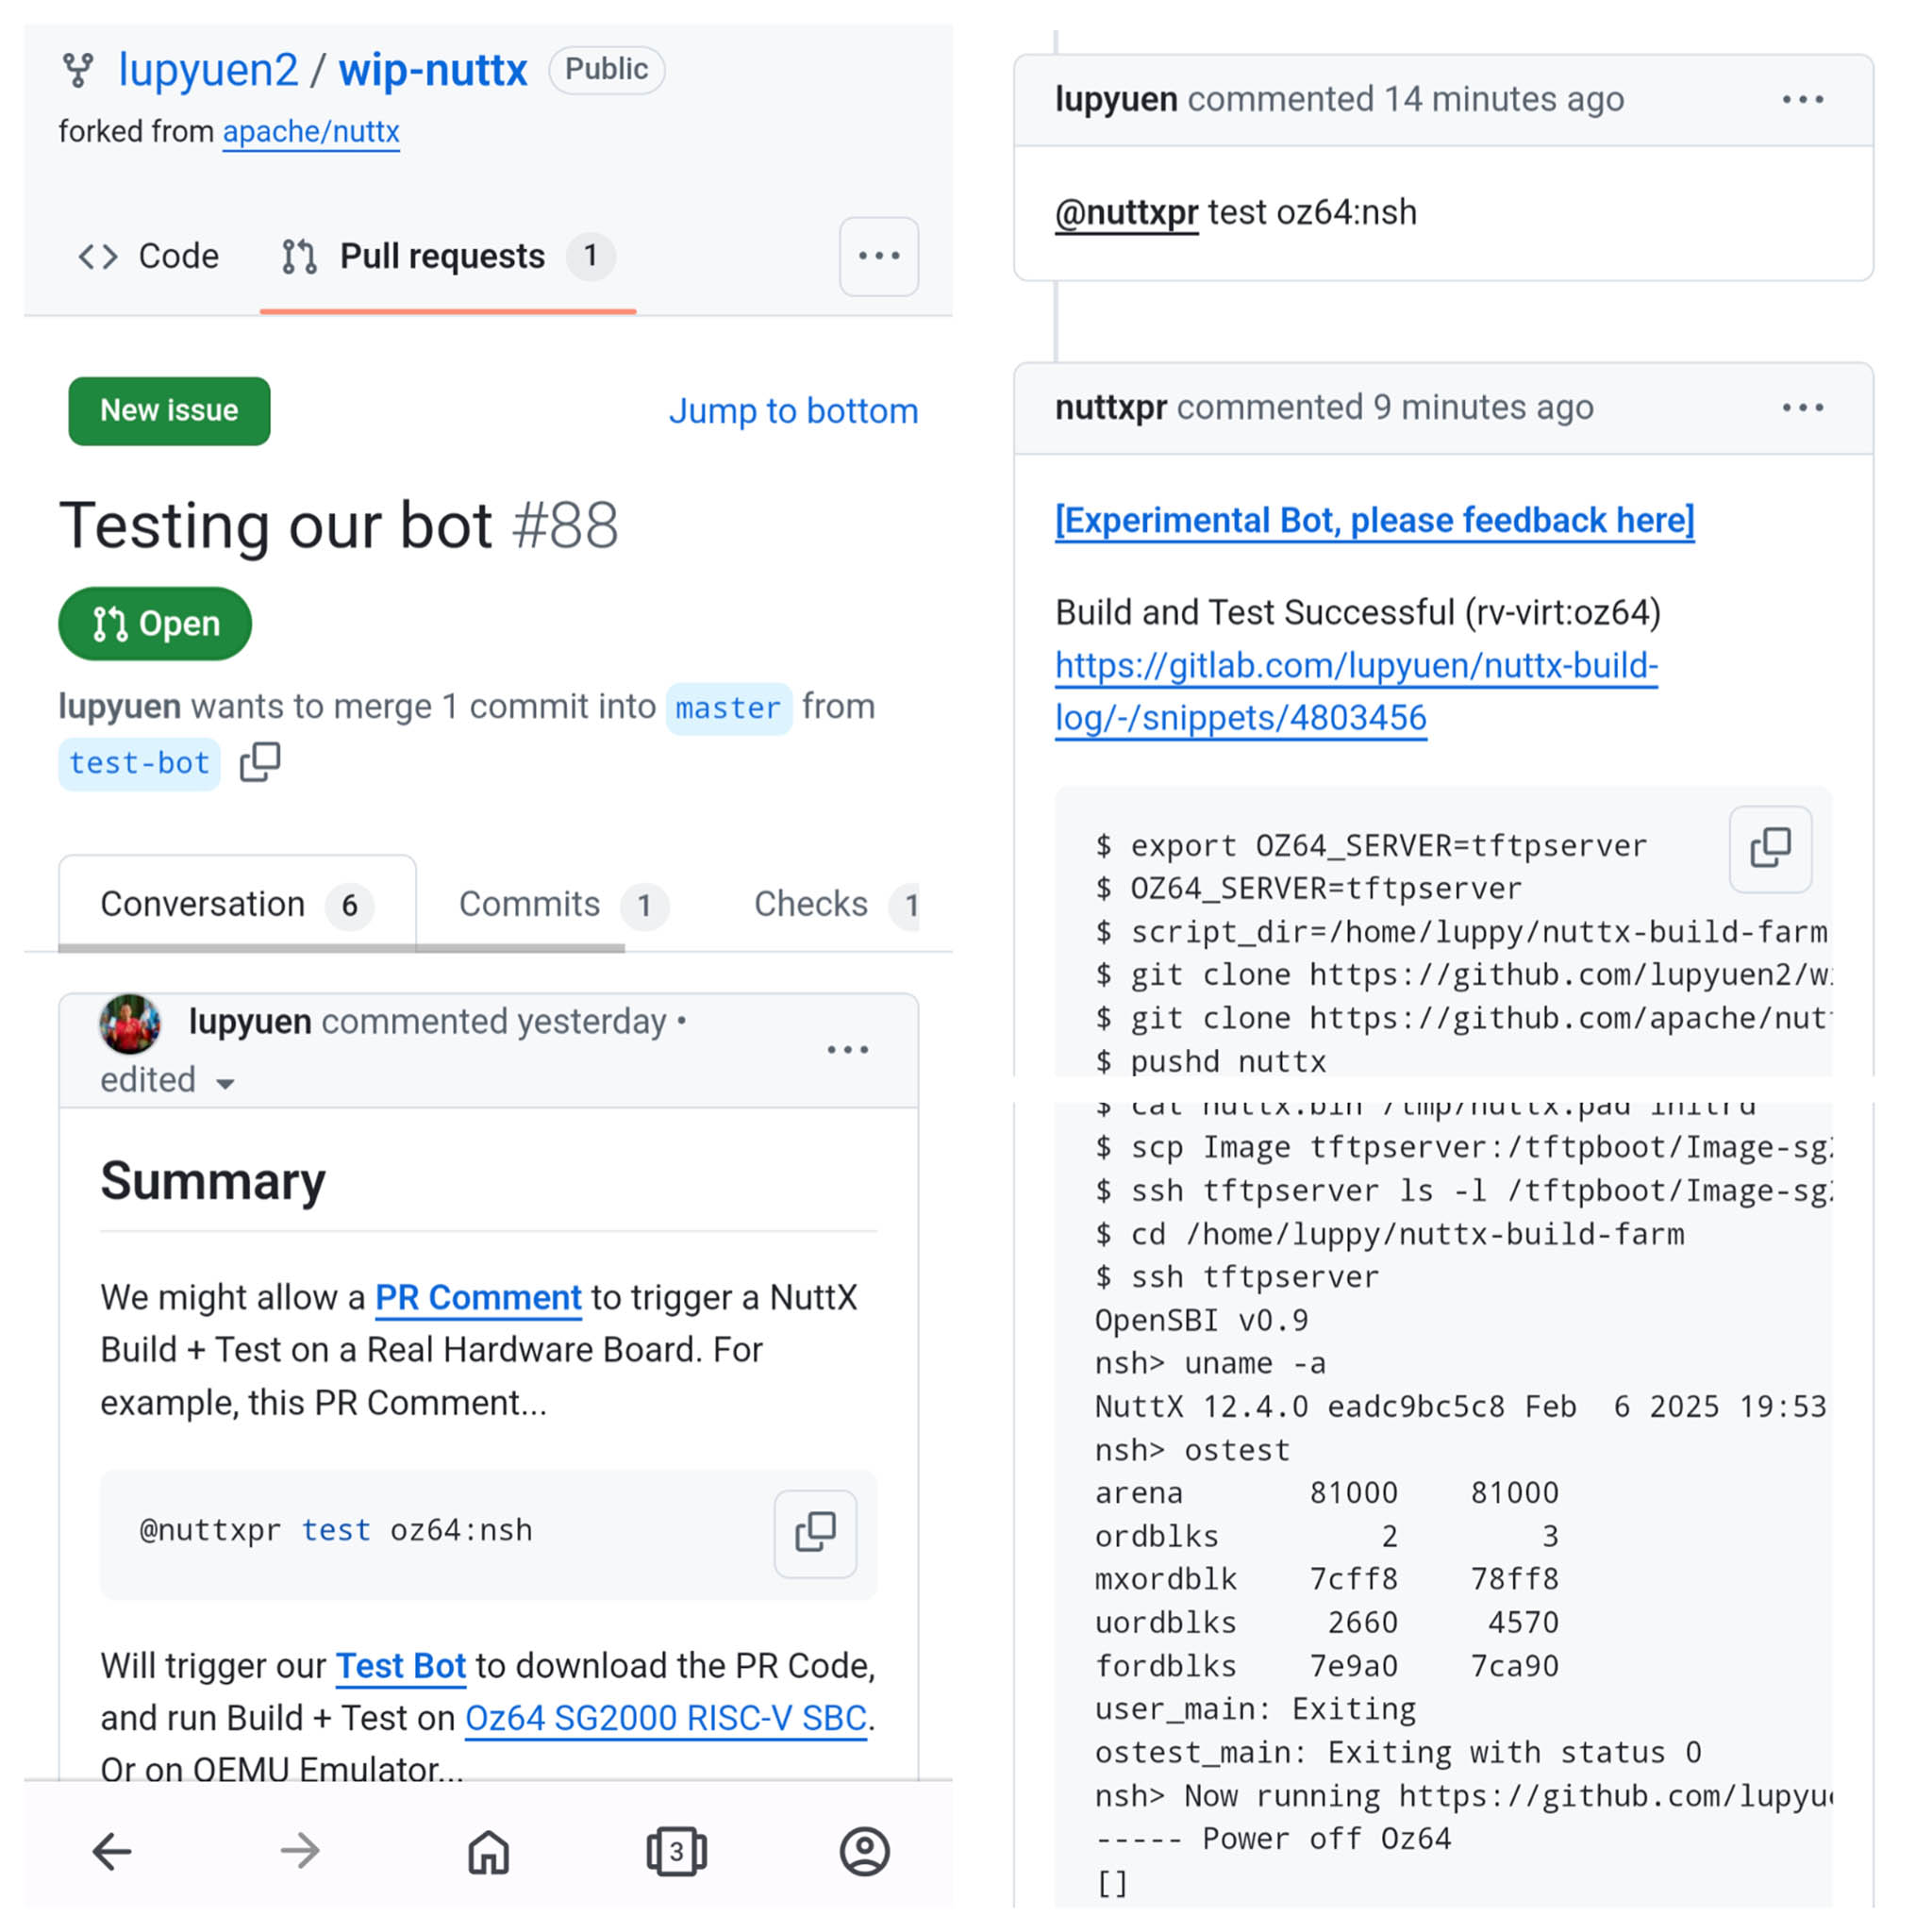 lupyuen2 / wip-nuttx Public
forked from apache/nuttx
Code Pull requests 1
New issue Jump to bottom
Testing our bot #88
Open
lupyuen wants to merge 1 commit into master from
test-bot
Conversation 6 Commits 1 Checks 1
lupyuen commented yesterday •
edited
Summary
We might allow a PR Comment to trigger a NuttX
Build + Test on a Real Hardware Board. For
example, this PR Comment...
@nuttxpr test oz64:nsh
Will trigger our Test Bot to download the PR Code,
and run Build + Test on Oz64 SG2000 RISC-V SBC.
Or on QEMU Emulator...
3
lupyuen commented 14 minutes ago
@nuttxpr test oz64:nsh
nuttxpr commented 9 minutes ago
[Experimental Bot, please feedback here]
Build and Test Successful (rv-virt:oz64)
https://gitlab.com/lupyuen/nuttx-build-
log/-/snippets/4803456
$ export OZ64_SERVER=tftpserver
$ OZ64_SERVER=tftpserver
$ script_dir=/home/luppy/nuttx-build-farm
$ git clone https://github.com/lupyuen2/w
$ git clone https://github.com/apache/nut
$ pushd nuttx
$ cat nuttx.bin /tmp/nuttx.pad initrd
$ scp Image tftpserver:/tftpboot/Image-sg
$ ssh tftpserver ls -l /tftpboot/Image-sg
$ cd /home/luppy/nuttx-build-farm
$ ssh tftpserver
OpenSBI v0.9
nsh> uname -a
NuttX 12.4.0 eadc9bc5c8 Feb  6 2025 19:53
nsh> ostest
arena       81000    81000
ordblks         2        3
mxordblk    7cff8    78ff8
uordblks     2660     4570
fordblks    7e9a0    7ca90
user_main: Exiting
ostest_main: Exiting with status 0
nsh> Now running https://github.com/lupyu
----- Power off Oz64
[]